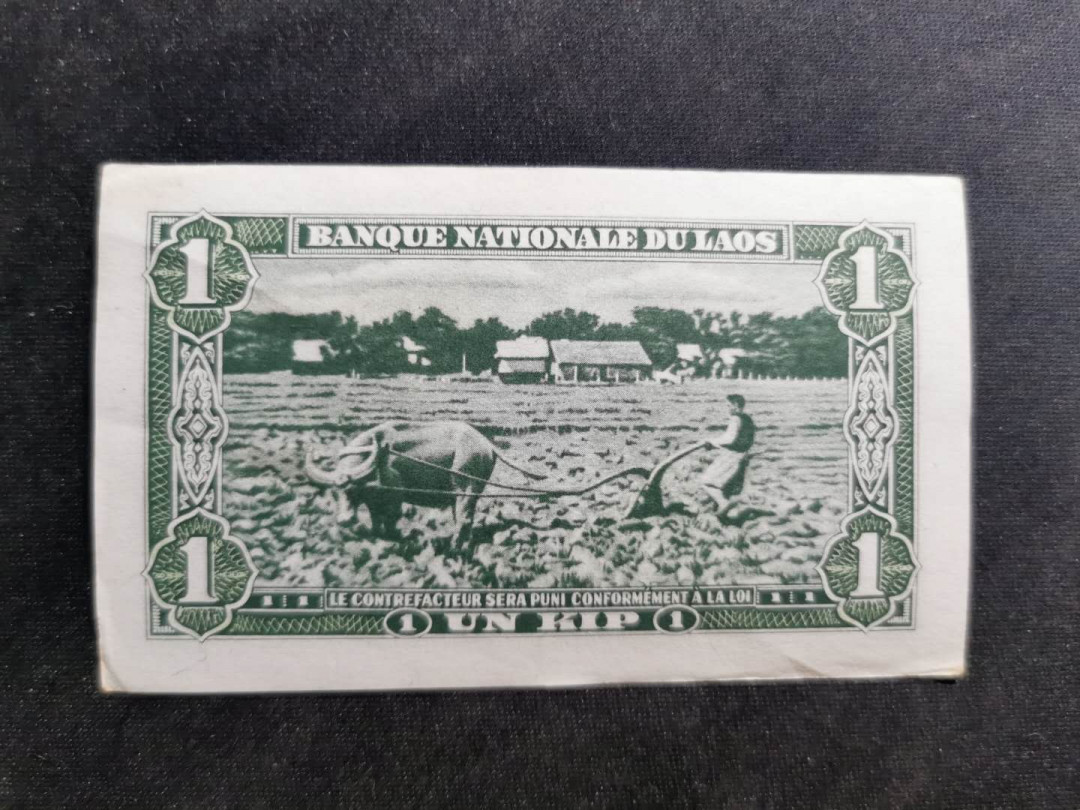 BANQUE NATIONALE DU LAOS
1 1
1 1
1 1 LE CONTREFACTEUR SERA PUNI CONFORMÉMENT À LA LOI 1 1
1 UN KIP 1